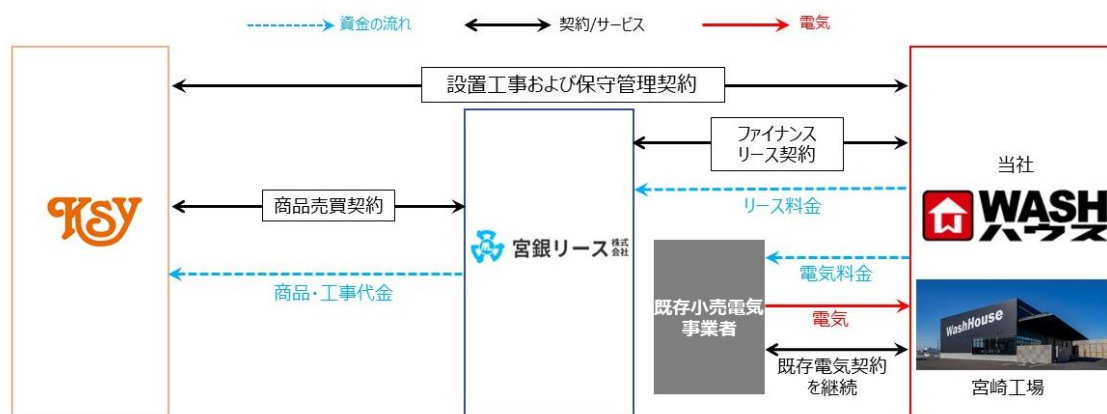 資金の流れ
契約/サービス
電気
設置工事および保守管理契約
ファイナンス
リース契約
当社
KSY
商品売買契約
宮銀リース株式会社
リース料金
WASH
ハウス
商品・工事代金
電気料金
既存小売電気
事業者
電気
WashHouse
既存電気契約
を継続
宮崎工場